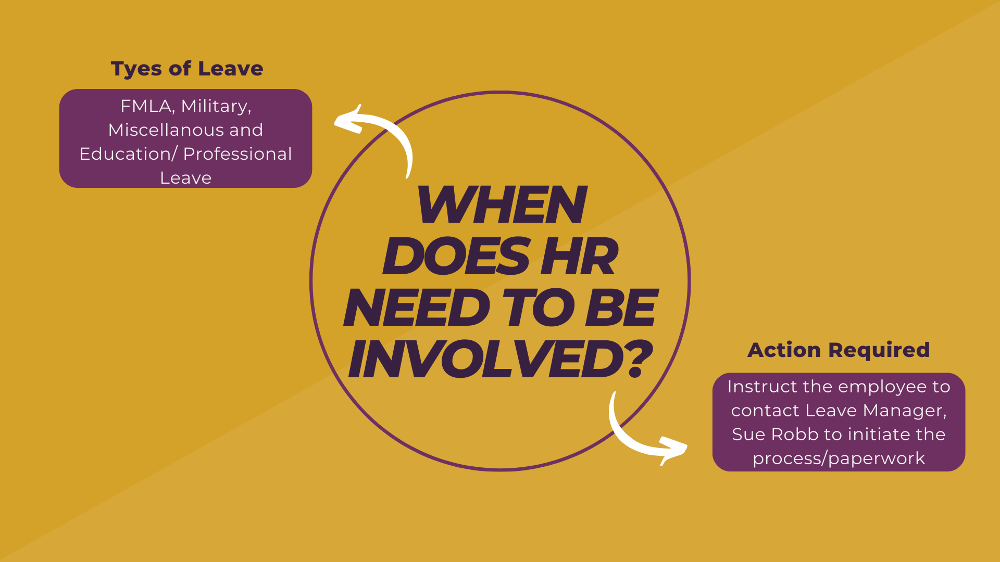 Tyes of Leave
FMLA, Military,
Miscellanous and
Education/ Professional
Leave
WHEN
DOES HR
NEED TO BE
INVOLVED?
Action Required
Instruct the employee to
contact Leave Manager,
Sue Robb to initiate the
process/paperwork